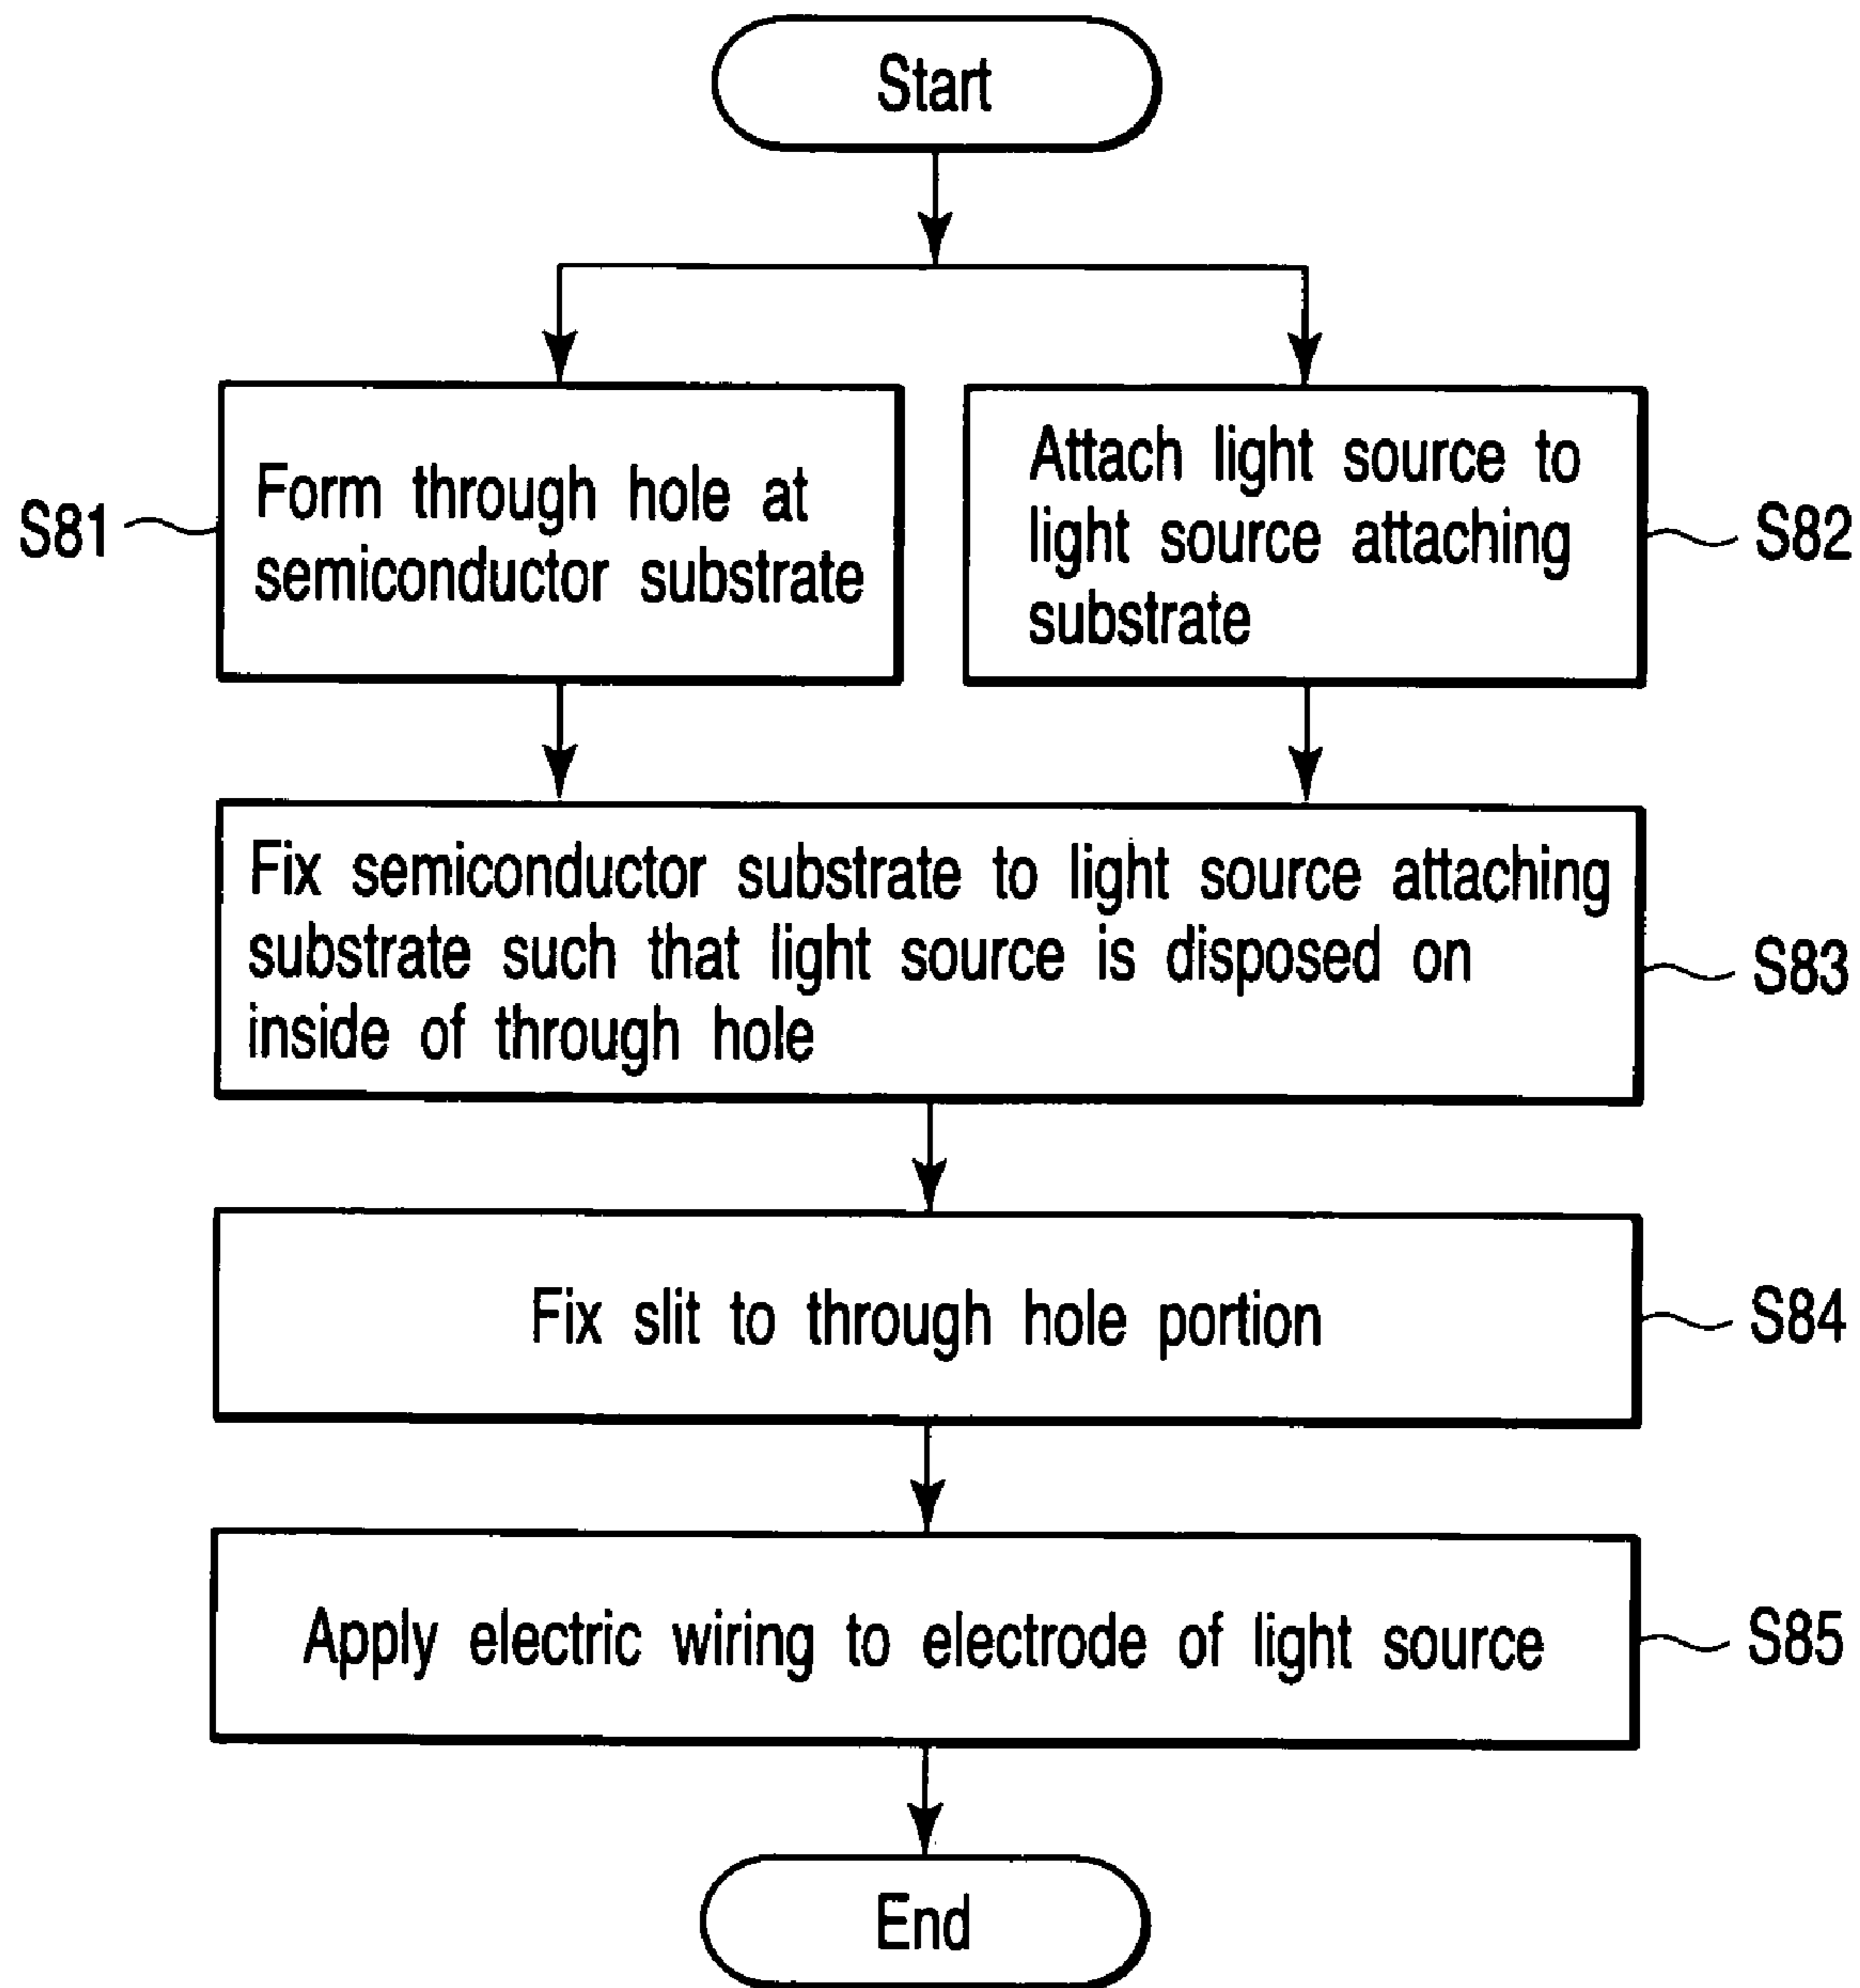 Start
S81
Form through hole at
semiconductor substrate
Attach light source to
light source attaching
substrate
S82
Fix semiconductor substrate to light source attaching
substrate such that light source is disposed on
inside of through hole
S83
Fix slit to through hole portion
S84
Apply electric wiring to electrode of light source
S85
End